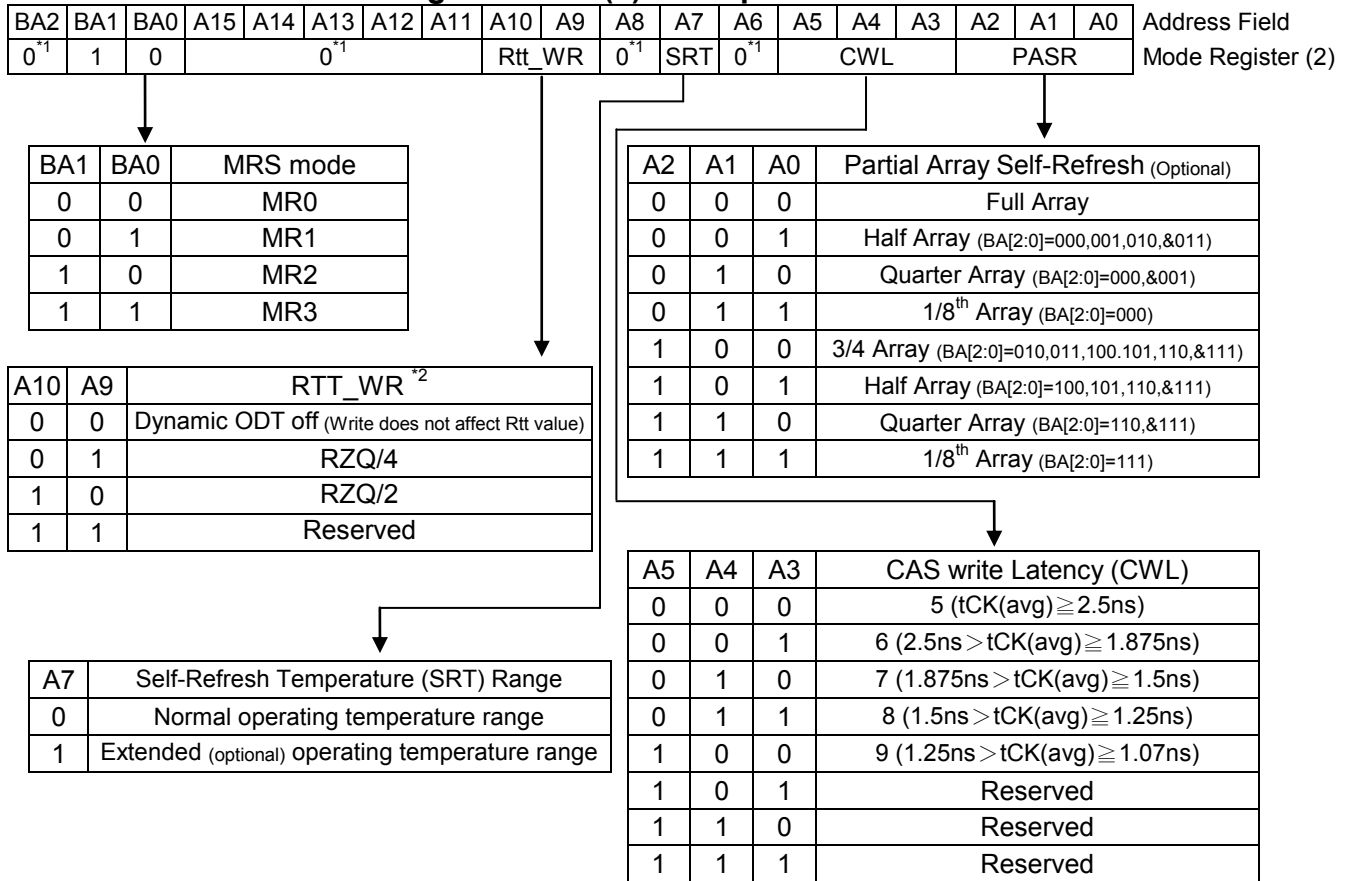 BA2 BA1 BA0 A15 A14 A13 A12 A11 A10 A9 A8 A7 A6 A5 A4 A3 A2 A1 A0 Address Field
0*1 1 0 0*1 Rtt_WR 0*1 SRT 0*1 CWL PASR Mode Register (2)
BA1 BA0 MRS mode
0 0 MR0
0 1 MR1
1 0 MR2
1 1 MR3
A2 A1 A0 Partial Array Self-Refresh (Optional)
0 0 0 Full Array
0 0 1 Half Array (BA[2:0]=000,001,010,&011)
0 1 0 Quarter Array (BA[2:0]=000,&001)
0 1 1 1/8th Array (BA[2:0]=000)
1 0 0 3/4 Array (BA[2:0]=010,011,100.101,110,&111)
1 0 1 Half Array (BA[2:0]=100,101,110,&111)
1 1 0 Quarter Array (BA[2:0]=110,&111)
1 1 1 1/8th Array (BA[2:0]=111)
A10 A9 RTT_WR *2
0 0 Dynamic ODT off (Write does not affect Rtt value)
0 1 RZQ/4
1 0 RZQ/2
1 1 Reserved
A5 A4 A3 CAS write Latency (CWL)
0 0 0 5 (tCK(avg)≧2.5ns)
0 0 1 6 (2.5ns>tCK(avg)≧1.875ns)
0 1 0 7 (1.875ns>tCK(avg)≧1.5ns)
0 1 1 8 (1.5ns>tCK(avg)≧1.25ns)
1 0 0 9 (1.25ns>tCK(avg)≧1.07ns)
1 0 1 Reserved
1 1 0 Reserved
1 1 1 Reserved
A7 Self-Refresh Temperature (SRT) Range
0 Normal operating temperature range
1 Extended (optional) operating temperature range